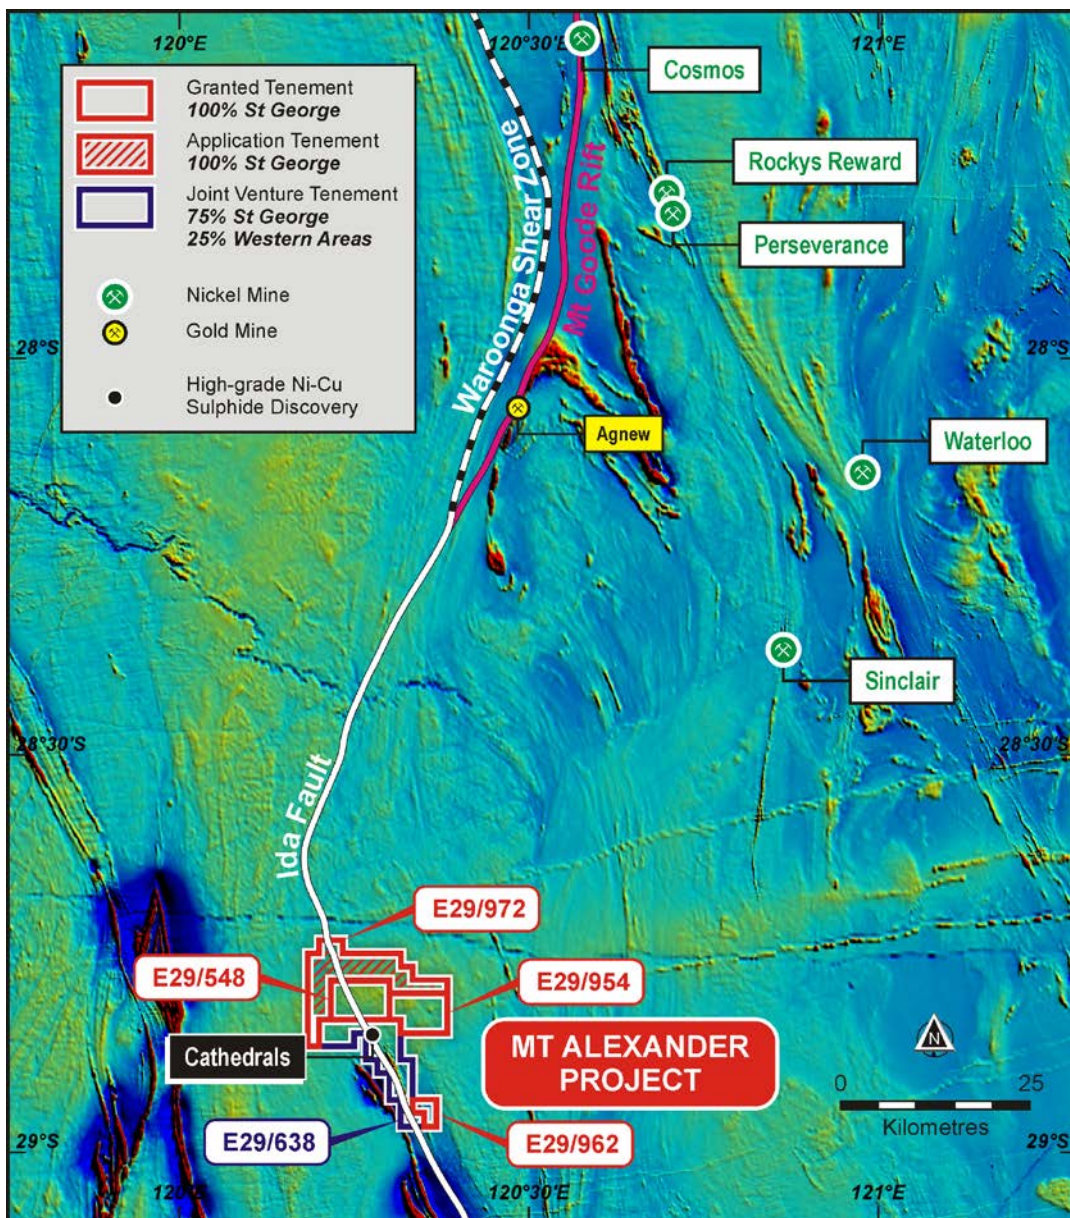 120°E
120°30'E
121°E
Granted Tenement
100% St George
Application Tenement
100% St George
Joint Venture Tenement
75% St George
25% Western Areas
Nickel Mine
Gold Mine
High-grade Ni-Cu
Sulphide Discovery
Cosmos
Rockys Reward
Perseverance
Waroonga Shear Zone
Mt Goode Rift
28°S
28°S
Agnew
Waterloo
Sinclair
28°30'S
28°30'S
Ida Fault
E29/972
E29/548
E29/954
Cathedrals
MT ALEXANDER
PROJECT
N
0 25
Kilometres
E29/638
E29/962
29°S
29°S
120°E
120°30'E
121°E